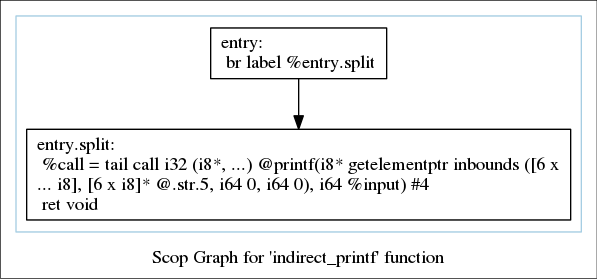 entry:
br label %entry.split
entry.split:
%call = tail call i32 (i8*, ...) @printf(i8* getelementptr inbounds ([6 x
... i8], [6 x i8]* @.str.5, i64 0, i64 0), i64 %input) #4
ret void
Scop Graph for 'indirect_printf' function